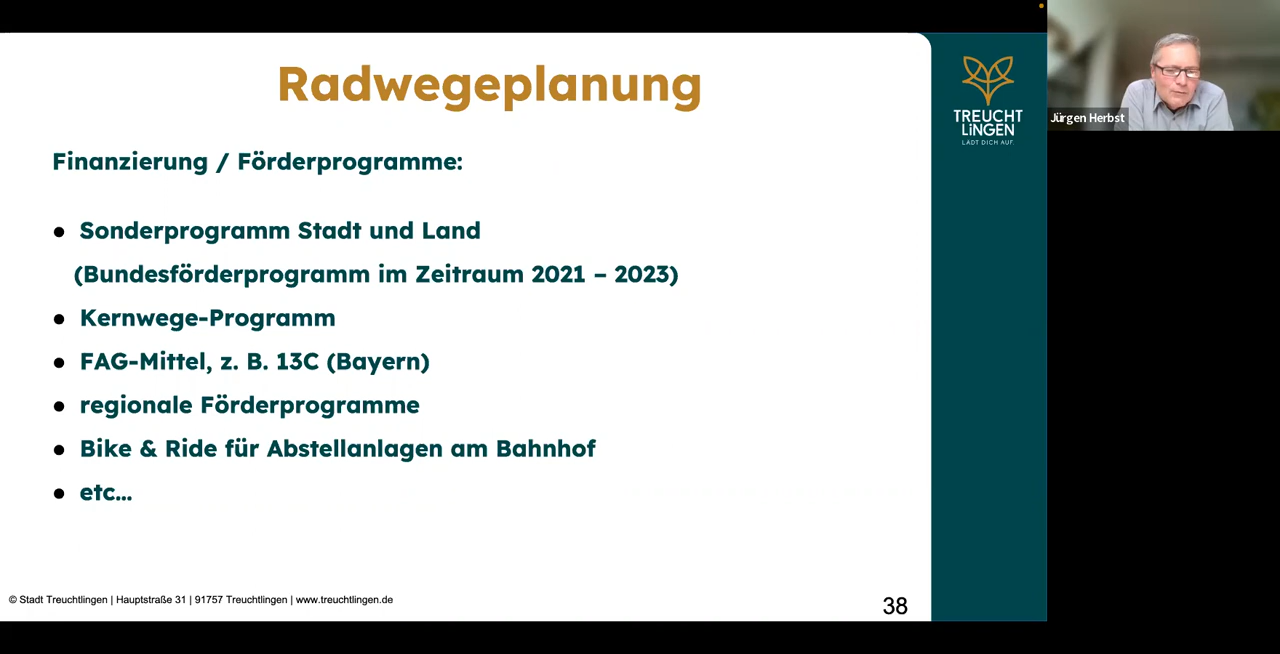 Radwegeplanung
Finanzierung / Förderprogramme:
● Sonderprogramm Stadt und Land
(Bundesförderprogramm im Zeitraum 2021 – 2023)
● Kernwege-Programm
● FAG-Mittel, z. B. 13C (Bayern)
● regionale Förderprogramme
● Bike & Ride für Abstellanlagen am Bahnhof
● etc...
© Stadt Treuchtlingen | Hauptstraße 31 | 91757 Treuchtlingen | www.treuchtlingen.de
38
TREUCHT
LiNGEN
LÄDT DICH AUF.
Jürgen Herbst